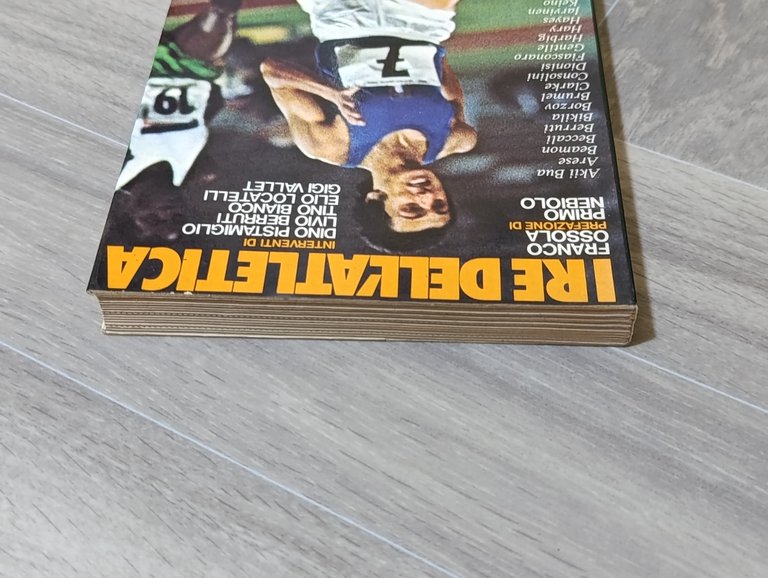 I RE DELL'ATLETICA
FRANCO
OSSOLA
PREFAZIONE DI
PRIMO
NEBIOLO
INTERVENTI DI
DINO PISTAMIGLIO
LIVIO BERRUTI
TINO BIANCO
ELIO LOCATELLI
GIGI VALLET
Akii Bua
Arese
Beamon
Beccali
Berruti
Bikila
Borzov
Brumel
Clarke
Consolini
Dionisi
Fiasconaro
Gentile
Harbig
Hary
Hayes
Iarvinen
Keino
7
19